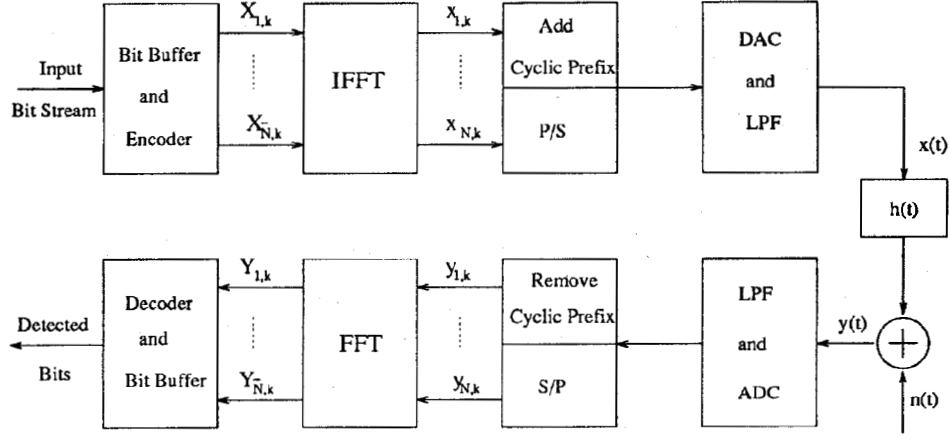 Input
Bit Stream
Bit Buffer
and
Encoder
X1,k
XN̄,k
IFFT
x1,k
xN,k
Add
Cyclic Prefix
P/S
DAC
and
LPF
x(t)
h(t)
n(t)
y(t)
LPF
and
ADC
Remove
Cyclic Prefix
S/P
y1,k
yN,k
FFT
Y1,k
YN̄,k
Decoder
and
Bit Buffer
Detected
Bits